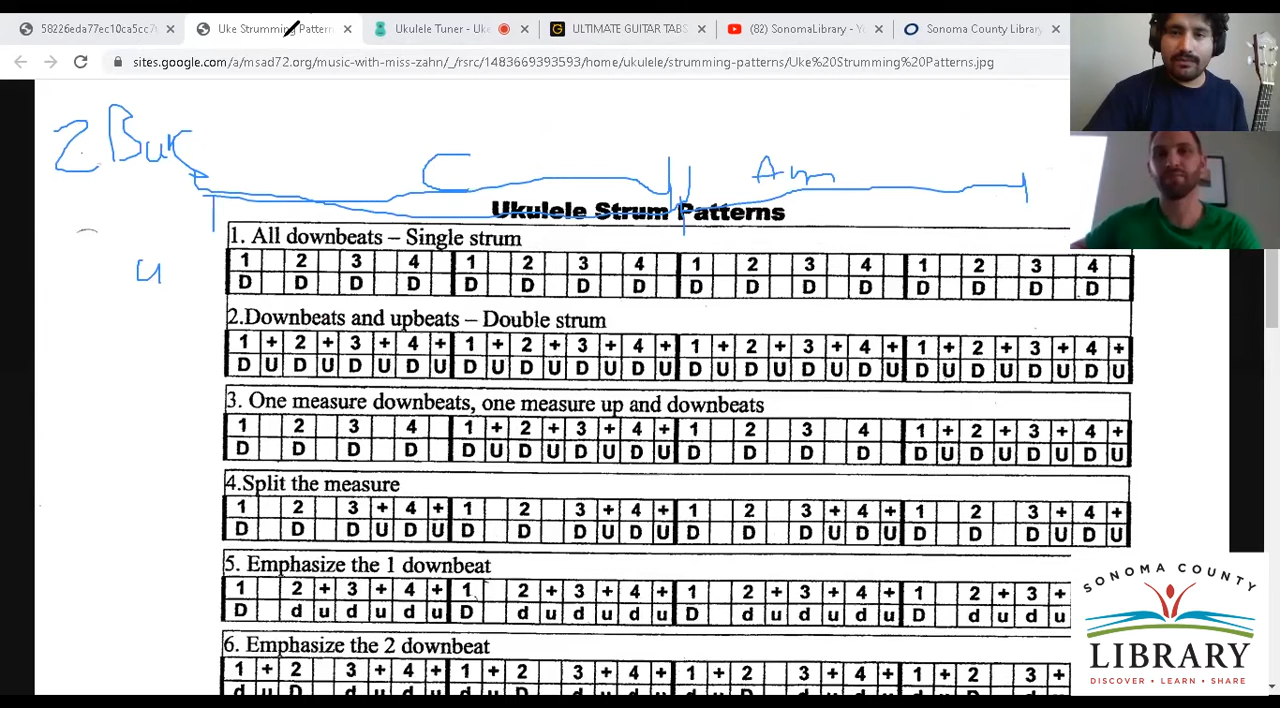 58226eda77ec10ca5cc7 Uke Strumming Pattern Ukulele Tuner - Uke ULTIMATE GUITAR TABS (82) SonomaLibrary - Yo Sonoma County Library
sites.google.com/a/msad72.org/music-with-miss-zahn/_/rsc/1483669393593/home/ukulele/strumming-patterns/Uke%20Strumming%20Patterns.jpg
2
C Am
Ukulele Strum Patterns
4
1. All downbeats – Single strum
1 2 3 4 1 2 3 4 1 2 3 4 1 2 3 4
D D D D D D D D D D D D D D D D
2.Downbeats and upbeats – Double strum
1 + 2 + 3 + 4 + 1 + 2 + 3 + 4 + 1 + 2 + 3 + 4 + 1 + 2 + 3 + 4 +
D U D U D U D U D U D U D U D U D U D U D U D U D U D U D U D U
3. One measure downbeats, one measure up and downbeats
1 2 3 4 1 + 2 + 3 + 4 + 1 2 3 4 1 + 2 + 3 + 4 +
D D D D D U D U D U D U D D D D D U D U D U D U
4.Split the measure
1 2 3 + 4 + 1 2 3 + 4 + 1 2 3 + 4 + 1 2 3 + 4 +
D D D U D U D D D U D U D D D U D U D D D U D U
5. Emphasize the 1 downbeat
1 2 + 3 + 4 + 1 2 + 3 + 4 + 1 2 + 3 + 4 + 1 2 + 3 +
D d u d u d u D d u d u d u D d u d u d u D d u d u
6. Emphasize the 2 downbeat
1 + 2 3 + 4 + 1 + 2 3 + 4 + 1 + 2 3 + 4 + 1 + 2 3 +
SONOMA COUNTY
LIBRARY
DISCOVER • LEARN • SHARE